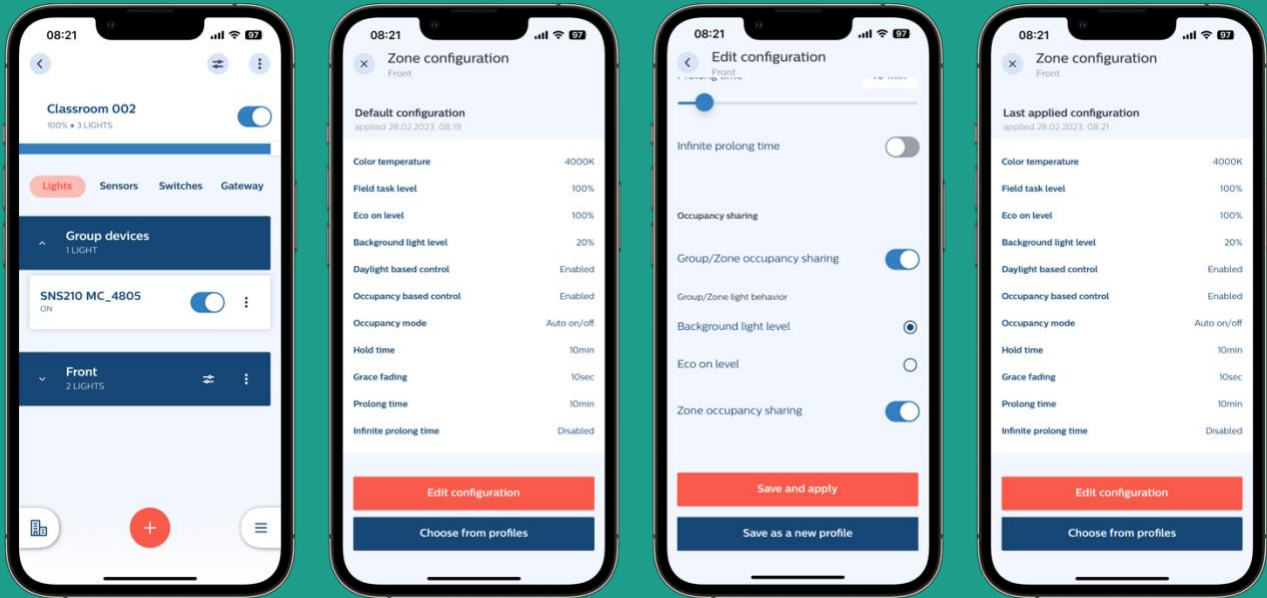 08:21
97
Classroom 002
100% • 3 LIGHTS
Lights Sensors Switches Gateway
Group devices
1 LIGHT
SNS210 MC_4805
ON
Front
2 LIGHTS
+
08:21
97
Zone configuration
Front
Default configuration
applied 28.02.2023, 08:19
Color temperature 4000K
Field task level 100%
Eco on level 100%
Background light level 20%
Daylight based control Enabled
Occupancy based control Enabled
Occupancy mode Auto on/off
Hold time 10min
Grace fading 10sec
Prolong time 10min
Infinite prolong time Disabled
Edit configuration
Choose from profiles
08:21
97
Edit configuration
Front
Prolong time 10 min
Infinite prolong time
Occupancy sharing
Group/Zone occupancy sharing
Group/Zone light behavior
Background light level
Eco on level
Zone occupancy sharing
Save and apply
Save as a new profile
08:21
97
Zone configuration
Front
Last applied configuration
applied 28.02.2023, 08:21
Color temperature 4000K
Field task level 100%
Eco on level 100%
Background light level 20%
Daylight based control Enabled
Occupancy based control Enabled
Occupancy mode Auto on/off
Hold time 10min
Grace fading 10sec
Prolong time 10min
Infinite prolong time Disabled
Edit configuration
Choose from profiles